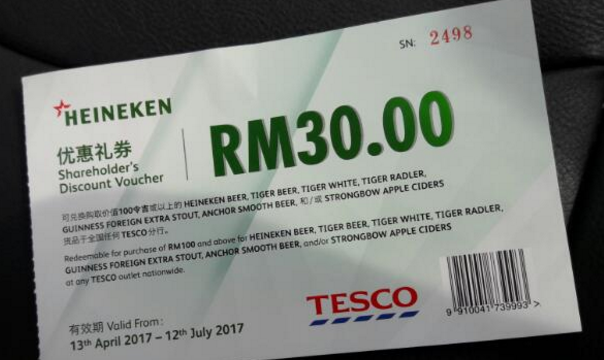 SN: 2498
HEINEKEN
优惠礼券
Shareholder's
Discount Voucher
RM30.00
可兑换购取价值100令吉或以上的 HEINEKEN BEER, TIGER BEER, TIGER WHITE, TIGER RADLER,
GUINNESS FOREIGN EXTRA STOUT, ANCHOR SMOOTH BEER, 和/或 STRONGBOW APPLE CIDERS
货品于全国任何 TESCO 分行。
Redeemable for purchase of RM100 and above for HEINEKEN BEER, TIGER BEER, TIGER WHITE, TIGER RADLER,
GUINNESS FOREIGN EXTRA STOUT, ANCHOR SMOOTH BEER, and/or STRONGBOW APPLE CIDERS
at any TESCO outlet nationwide.
TESCO
9 910041 739993 >
有效期 Valid From:
13th April 2017 – 12th July 2017